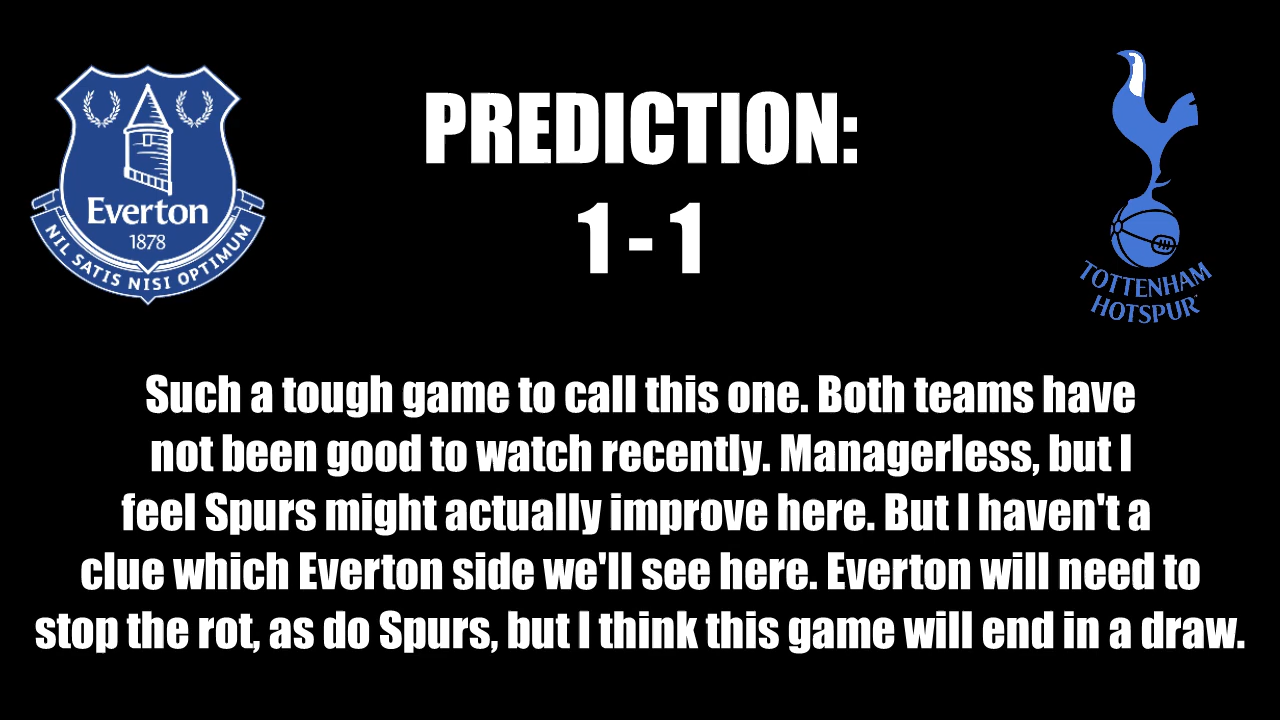 PREDICTION:
1 - 1
Everton
1878
NIL SATIS NISI OPTIMUM
TOTTENHAM
HOTSPUR
Such a tough game to call this one. Both teams have
not been good to watch recently. Managerless, but I
feel Spurs might actually improve here. But I haven't a
clue which Everton side we'll see here. Everton will need to
stop the rot, as do Spurs, but I think this game will end in a draw.